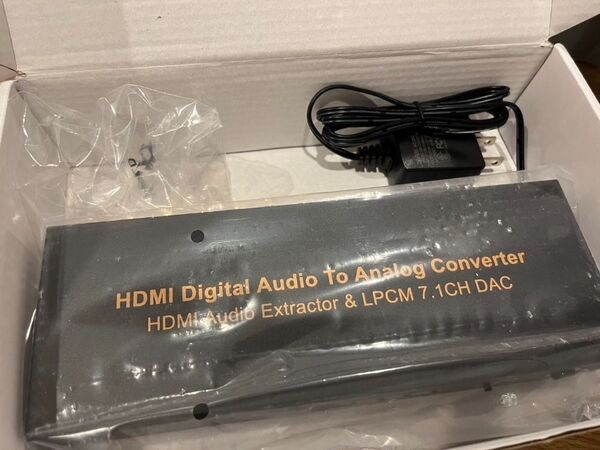 HDMI Digital Audio To Analog Converter
HDMI Audio Extractor & LPCM 7.1CH DAC